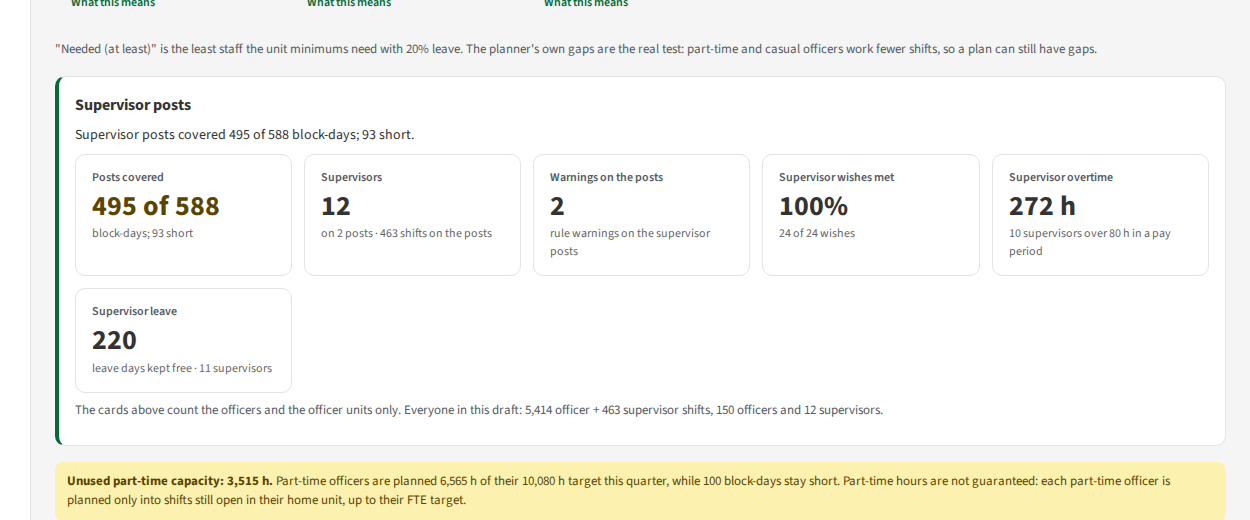 What this means
What this means
What this means
"Needed (at least)" is the least staff the unit minimums need with 20% leave. The planner's own gaps are the real test: part-time and casual officers work fewer shifts, so a plan can still have gaps.
Supervisor posts
Supervisor posts covered 495 of 588 block-days; 93 short.
Posts covered
495 of 588
block-days; 93 short
Supervisors
12
on 2 posts · 463 shifts on the posts
Warnings on the posts
2
rule warnings on the supervisor
posts
Supervisor wishes met
100%
24 of 24 wishes
Supervisor overtime
272 h
10 supervisors over 80 h in a pay
period
Supervisor leave
220
leave days kept free · 11 supervisors
The cards above count the officers and the officer units only. Everyone in this draft: 5,414 officer + 463 supervisor shifts, 150 officers and 12 supervisors.
Unused part-time capacity: 3,515 h. Part-time officers are planned 6,565 h of their 10,080 h target this quarter, while 100 block-days stay short. Part-time hours are not guaranteed: each part-time officer is
planned only into shifts still open in their home unit, up to their FTE target.